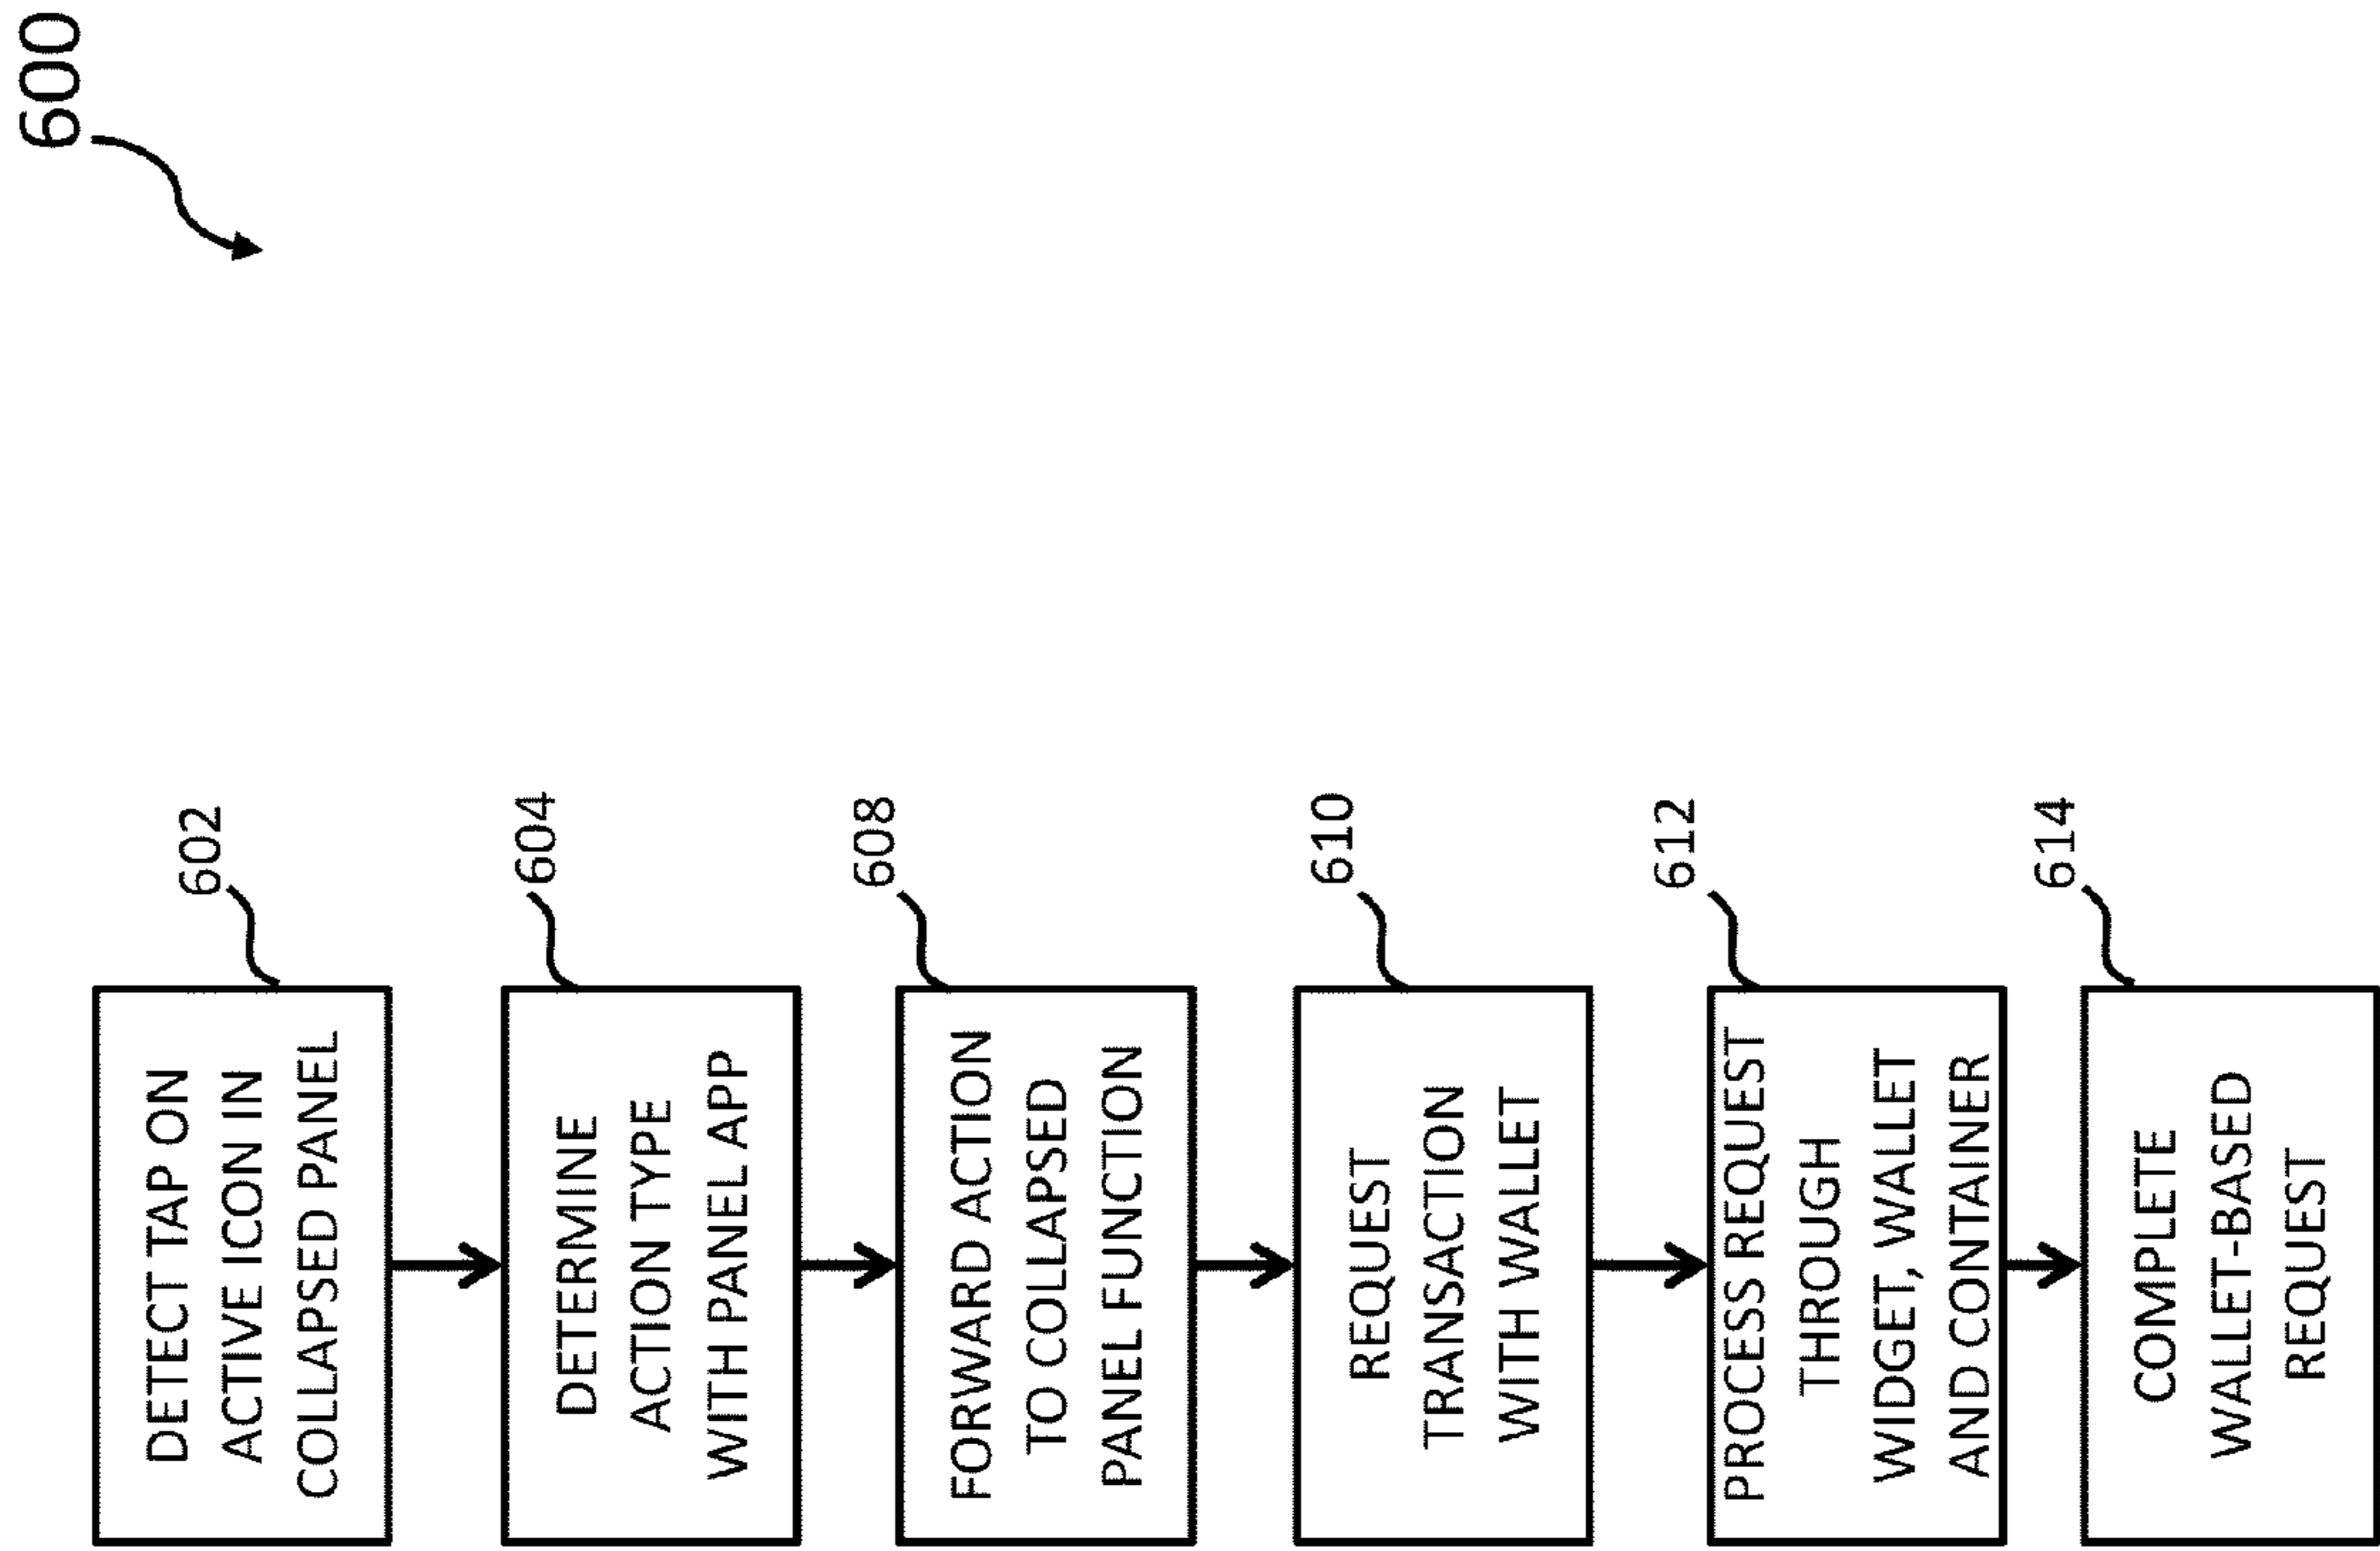 600
602
DETECT TAP ON
ACTIVE ICON IN
COLLAPSED PANEL
604
DETERMINE
ACTION TYPE
WITH PANEL APP
608
FORWARD ACTION
TO COLLAPSED
PANEL FUNCTION
610
REQUEST
TRANSACTION
WITH WALLET
612
PROCESS REQUEST
THROUGH
WIDGET, WALLET
AND CONTAINER
614
COMPLETE
WALLET-BASED
REQUEST